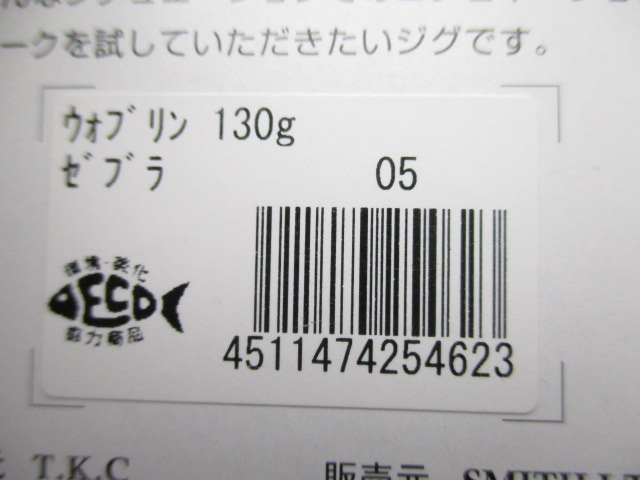 ークを試していただきたいジグです。
ｳｫﾌﾞﾘﾝ 130g
ｾﾞﾌﾞﾗ 05
環境・美化
ECO
協力商品
4511474254623
T.K.C 販売元 SMITH LT